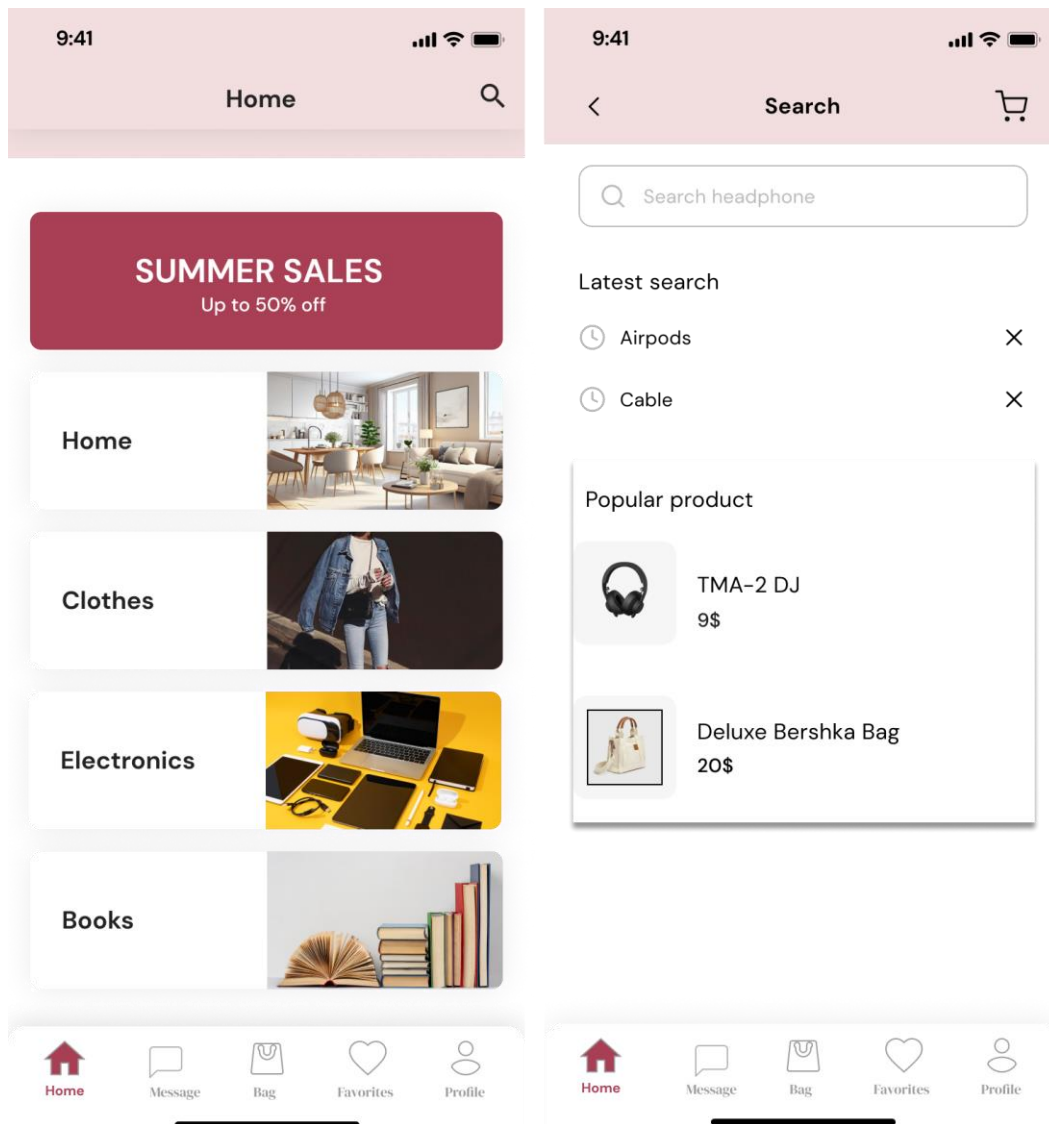 9:41
Home
SUMMER SALES
Up to 50% off
Home
Clothes
Electronics
Books
Home
Message
Bag
Favorites
Profile
9:41
Search
Search headphone
Latest search
Airpods
Cable
Popular product
TMA-2 DJ
9$
Deluxe Bershka Bag
20$
Home
Message
Bag
Favorites
Profile